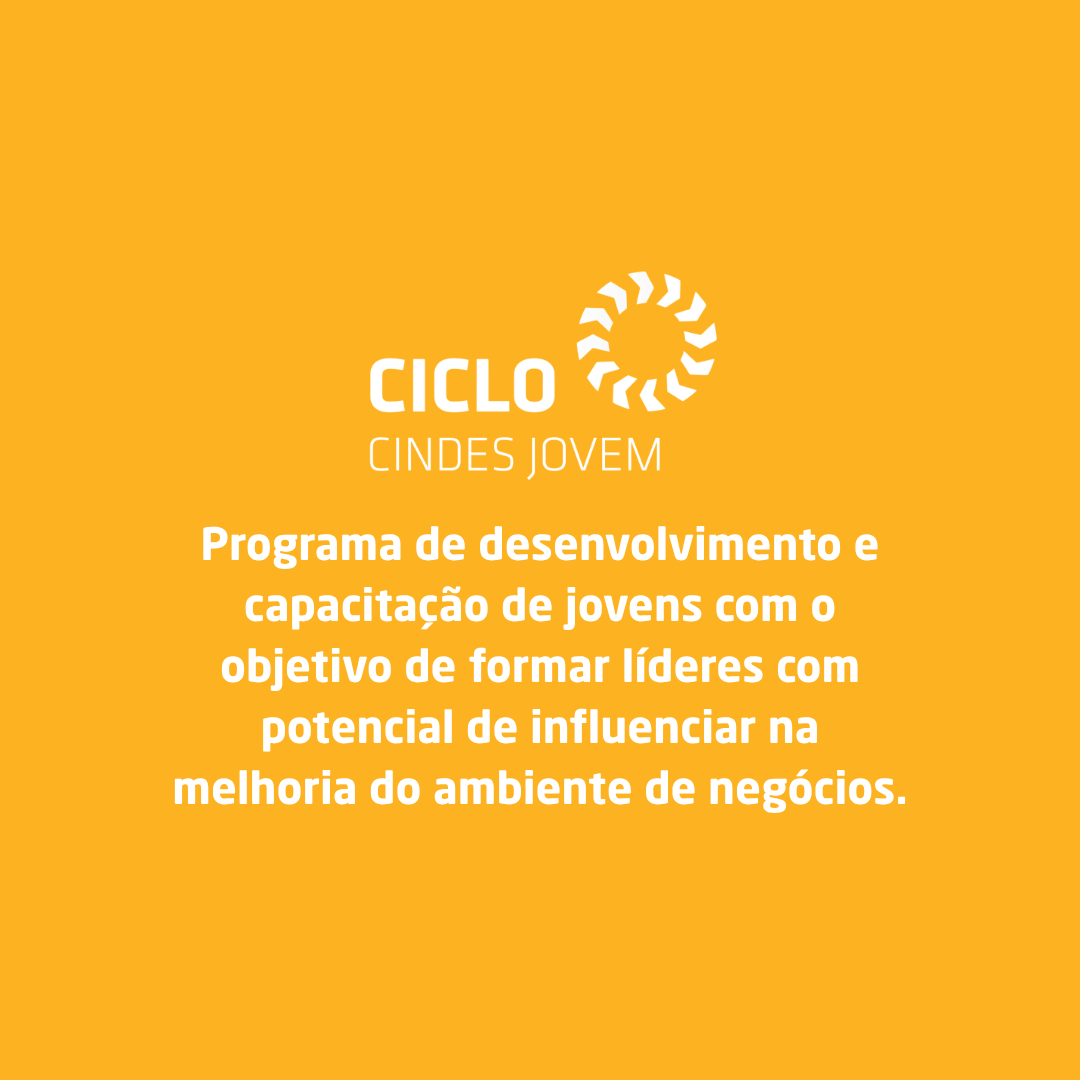 CICLO
CINDES JOVEM
Programa de desenvolvimento e
capacitação de jovens com o
objetivo de formar líderes com
potencial de influenciar na
melhoria do ambiente de negócios.